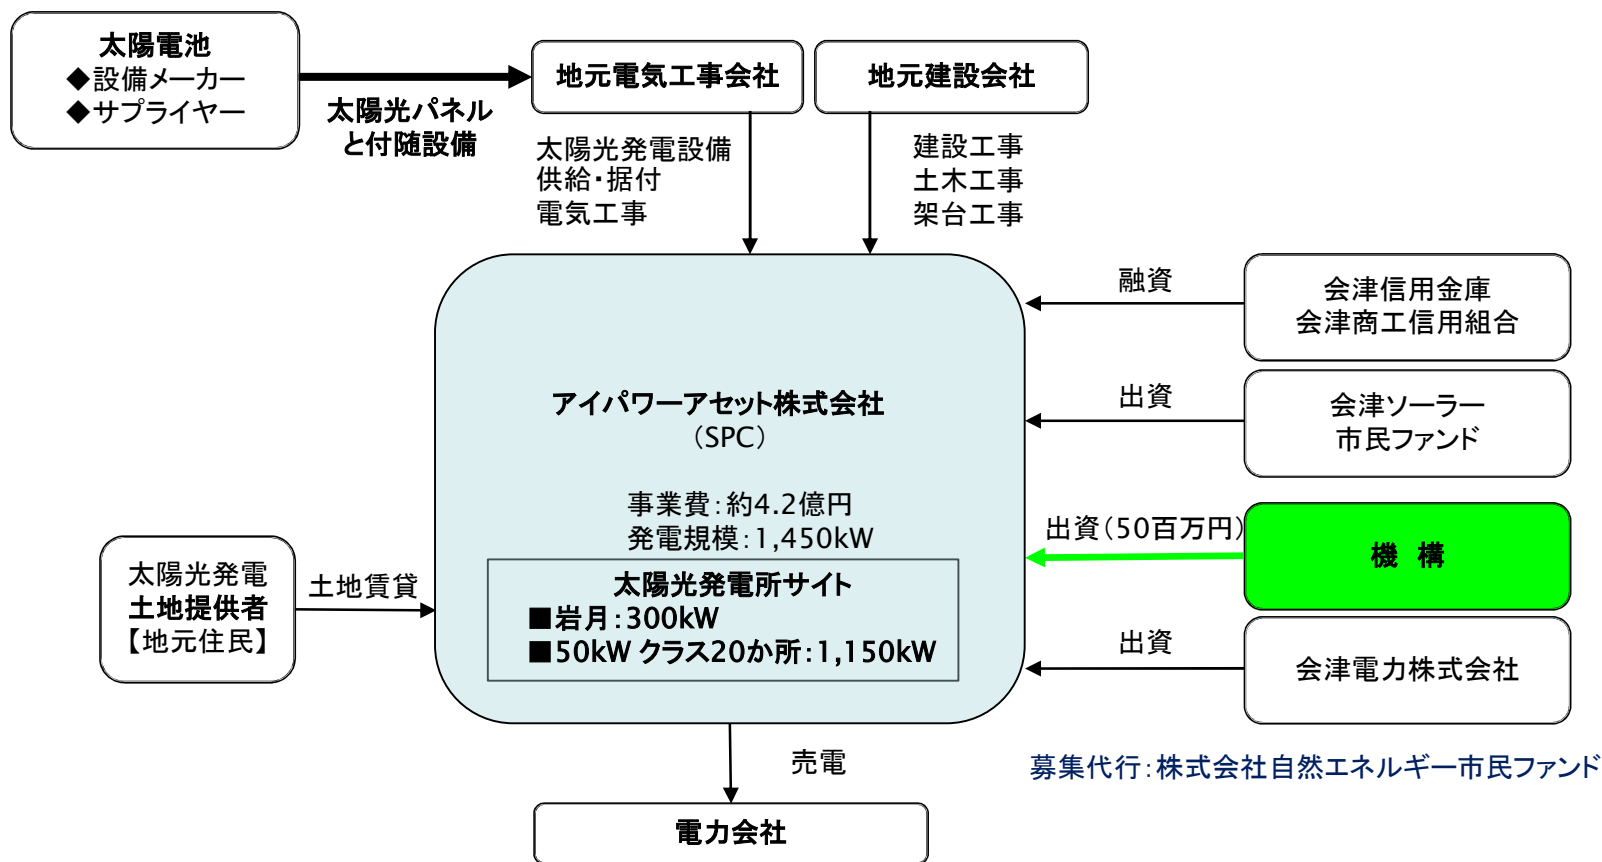 太陽電池
◆設備メーカー
◆サプライヤー
太陽光パネル
と付随設備
地元電気工事会社
地元建設会社
太陽光発電設備
供給・据付
電気工事
建設工事
土木工事
架台工事
融資
会津信用金庫
会津商工信用組合
出資
会津ソーラー
市民ファンド
アイパワーアセット株式会社
（SPC）
事業費：約4.2億円
発電規模：1,450kW
出資（50百万円）
機　構
太陽光発電所サイト
■岩月：300kW
■50kW クラス20か所：1,150kW
太陽光発電
土地提供者
【地元住民】
土地賃貸
出資
会津電力株式会社
売電
募集代行：株式会社自然エネルギー市民ファンド
電力会社